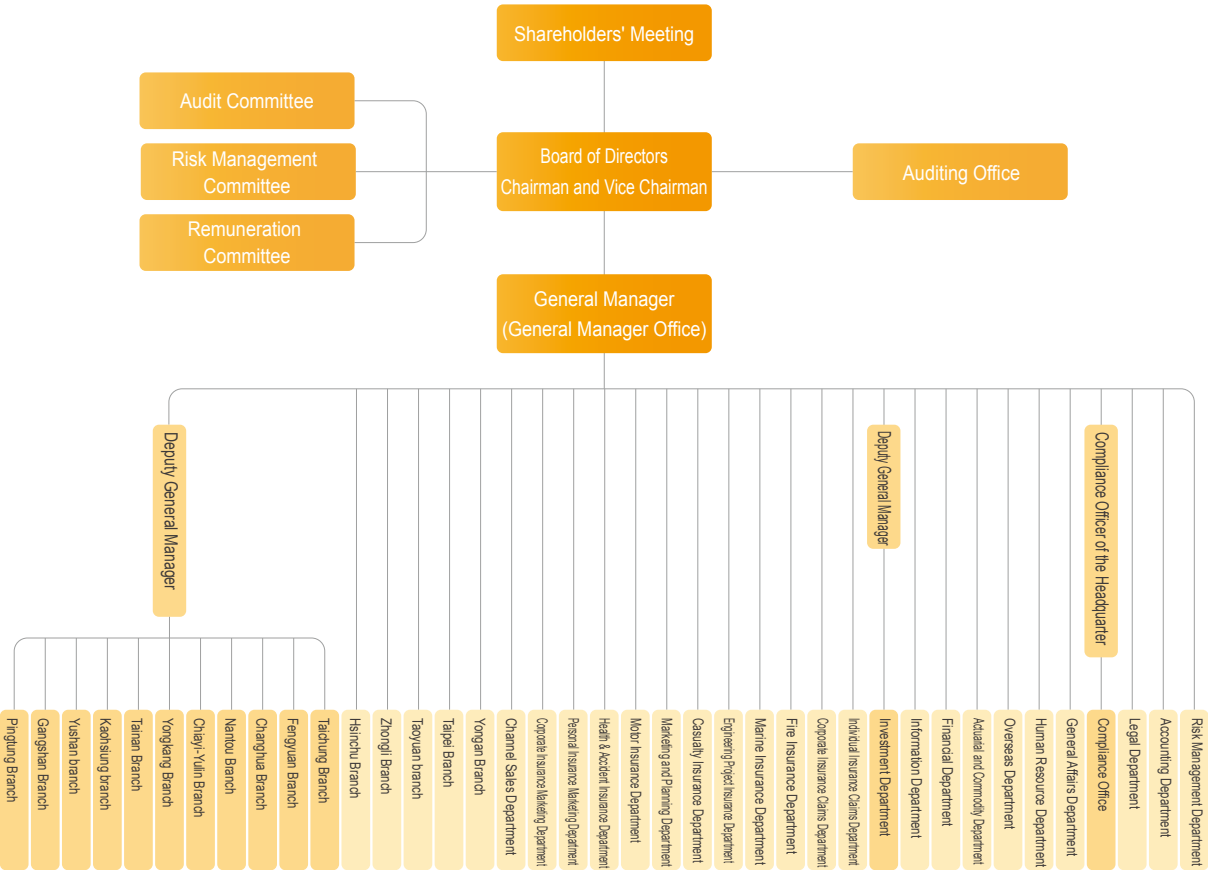 Shareholders' Meeting
Audit Committee
Risk Management
Committee
Remuneration
Committee
Board of Directors
Chairman and Vice Chairman
Auditing Office
General Manager
(General Manager Office)
Deputy General Manager
Deputy General Manager
Compliance Officer of the Headquarter
Pingtung Branch
Gangshan Branch
Yushan branch
Kaohsiung branch
Tainan Branch
Yongkang Branch
Chiayi-Yulin Branch
Nantou Branch
Changhua Branch
Fengyuan Branch
Taichung Branch
Hsinchu Branch
Zhongli Branch
Taoyuan branch
Taipei Branch
Yongan Branch
Channel Sales Department
Corporate Insurance Marketing Department
Personal Insurance Marketing Department
Health & Accident Insurance Department
Motor Insurance Department
Marketing and Planning Department
Casualty Insurance Department
Engineering-Project Insurance Department
Marine Insurance Department
Fire Insurance Department
Corporate Insurance Claims Department
Individual Insurance Claims Department
Investment Department
Information Department
Financial Department
Actuarial and Commodity Department
Overseas Department
Human Resource Department
General Affairs Department
Compliance Office
Legal Department
Accounting Department
Risk Management Department